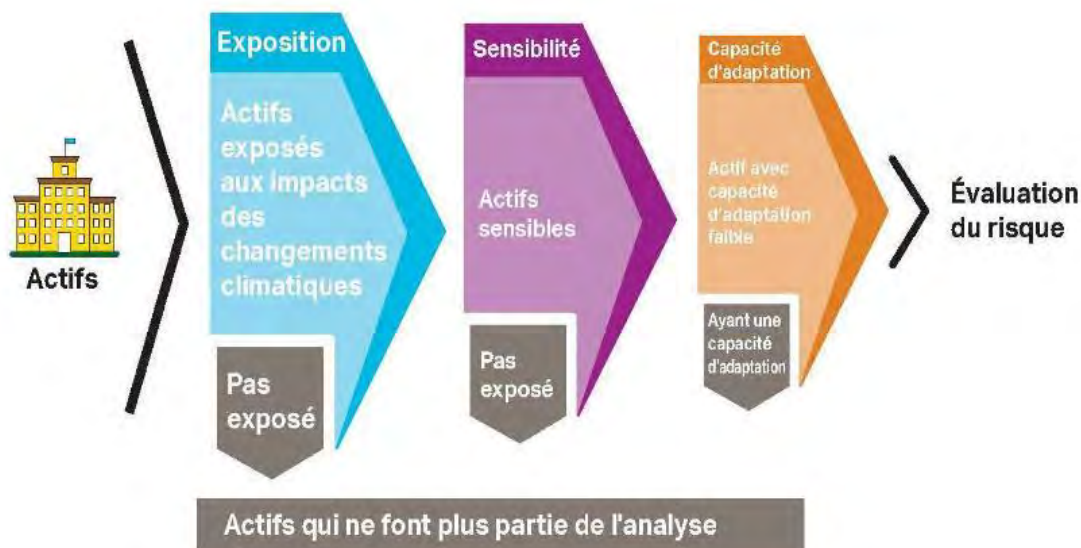 Actifs
Exposition
Actifs
exposés
aux impacts
des
changements
climatiques
Pas
exposé
Sensibilité
Actifs
sensibles
Pas
exposé
Capacité
d'adaptation
Actif avec
capacité
d'adaptation
faible
Ayant une
capacité
d'adaptation
Évaluation
du risque
Actifs qui ne font plus partie de l'analyse